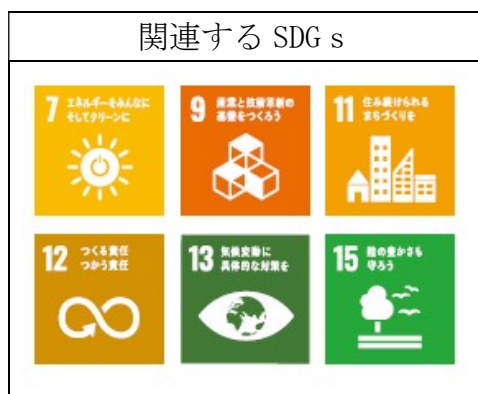 関連する SDGｓ
7 エネルギーをみんなに
そしてクリーンに
9 産業と技術革新の
基盤をつくろう
11 住み続けられる
まちづくりを
12 つくる責任
つかう責任
13 気候変動に
具体的な対策を
15 陸の豊かさも
守ろう